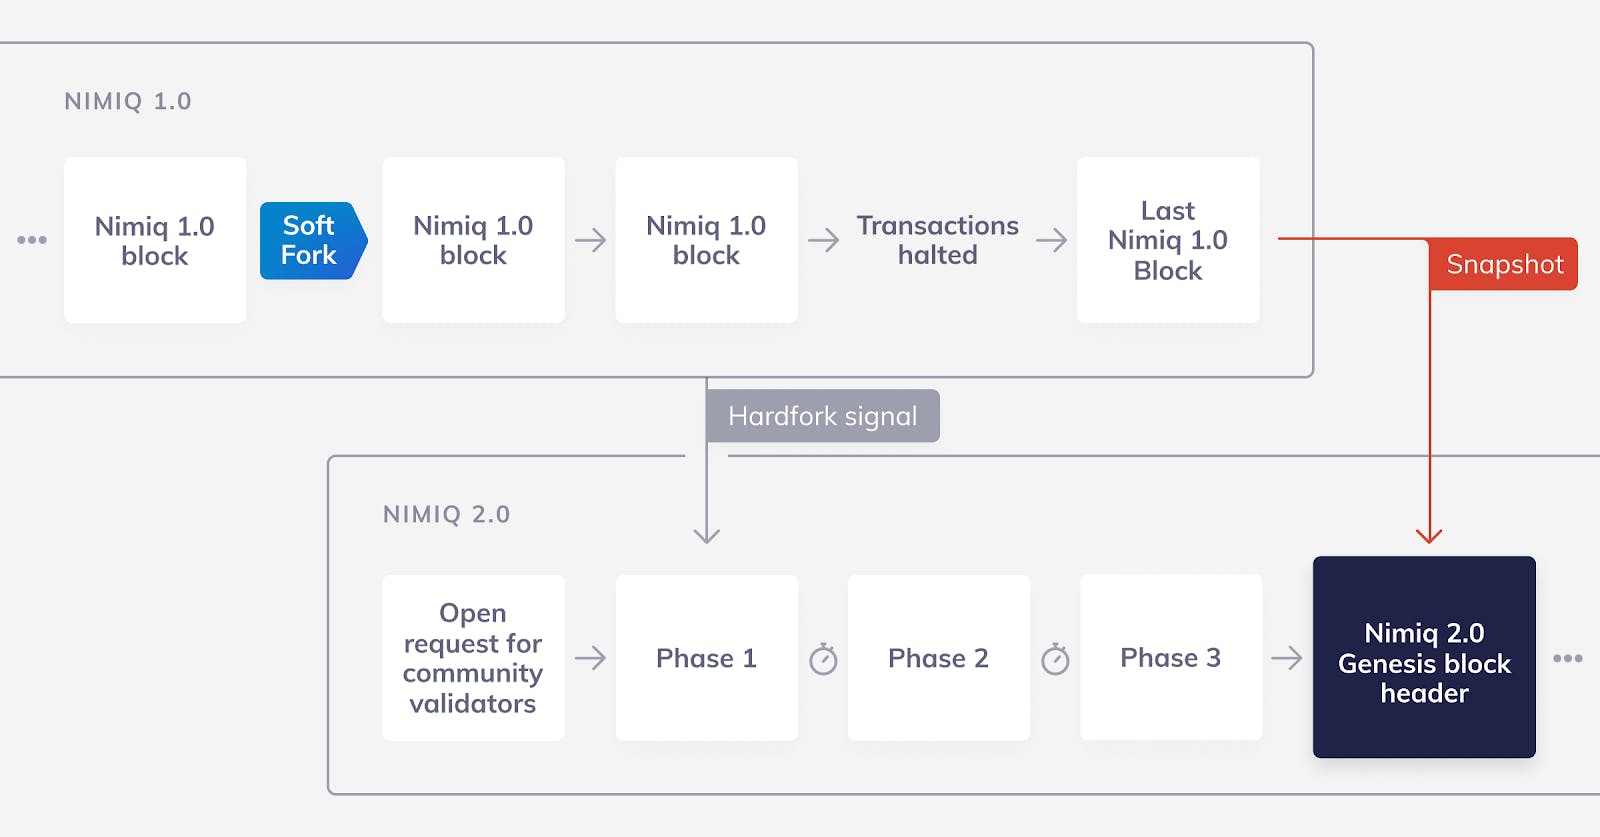 NIMIQ 1.0
Nimiq 1.0
block
Soft
Fork
Nimiq 1.0
block
Nimiq 1.0
block
Transactions
halted
Last
Nimiq 1.0
Block
Snapshot
Hardfork signal
NIMIQ 2.0
Open
request for
community
validators
Phase 1
Phase 2
Phase 3
Nimiq 2.0
Genesis block
header